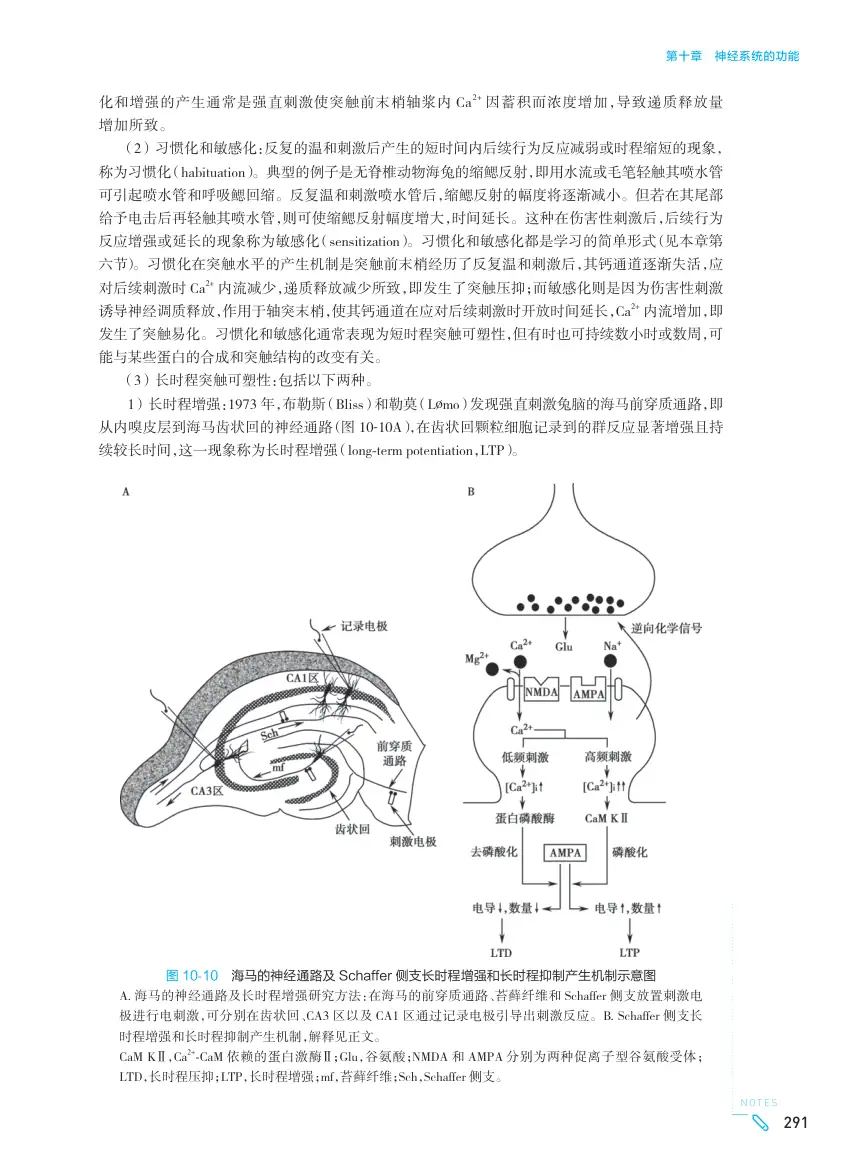 第十章　神经系统的功能
化和增强的产生通常是强直刺激使突触前末梢轴浆内 Ca²⁺ 因蓄积而浓度增加，导致递质释放量
增加所致。
（2）习惯化和敏感化：反复的温和刺激后产生的短时间内后续行为反应减弱或时程缩短的现象，
称为习惯化（habituation）。典型的例子是无脊椎动物海兔的缩鳃反射，即用水流或毛笔轻触其喷水管
可引起喷水管和呼吸鳃回缩。反复温和刺激喷水管后，缩鳃反射的幅度将逐渐减小。但若在其尾部
给予电击后再轻触其喷水管，则可使缩鳃反射幅度增大，时间延长。这种在伤害性刺激后，后续行为
反应增强或延长的现象称为敏感化（sensitization）。习惯化和敏感化都是学习的简单形式（见本章第
六节）。习惯化在突触水平的产生机制是突触前末梢经历了反复温和刺激后，其钙通道逐渐失活，应
对后续刺激时 Ca²⁺ 内流减少，递质释放减少所致，即发生了突触压抑；而敏感化则是因为伤害性刺激
诱导神经调质释放，作用于轴突末梢，使其钙通道在应对后续刺激时开放时间延长，Ca²⁺ 内流增加，即
发生了突触易化。习惯化和敏感化通常表现为短时程突触可塑性，但有时也可持续数小时或数周，可
能与某些蛋白的合成和突触结构的改变有关。
（3）长时程突触可塑性：包括以下两种。
1）长时程增强：1973 年，布勒斯（Bliss）和勒莫（Lømo）发现强直刺激兔脑的海马前穿质通路，即
从内嗅皮层到海马齿状回的神经通路（图 10-10A），在齿状回颗粒细胞记录到的群反应显著增强且持
续较长时间，这一现象称为长时程增强（long-term potentiation，LTP）。
A
记录电极
CA1区
Sch
前穿质
通路
mf
CA3区
齿状回
刺激电极
B
逆向化学信号
Ca²⁺
Glu
Na⁺
Mg²⁺
NMDA
AMPA
Ca²⁺
低频刺激
高频刺激
[Ca²⁺]i↑
[Ca²⁺]i↑↑
蛋白磷酸酶
CaM KⅡ
去磷酸化
AMPA
磷酸化
电导↓,数量↓
电导↑,数量↑
LTD
LTP
图 10-10　海马的神经通路及 Schaffer 侧支长时程增强和长时程抑制产生机制示意图
A. 海马的神经通路及长时程增强研究方法：在海马的前穿质通路、苔藓纤维和 Schaffer 侧支放置刺激电
极进行电刺激，可分别在齿状回、CA3 区以及 CA1 区通过记录电极引导出刺激反应。B. Schaffer 侧支长
时程增强和长时程抑制产生机制，解释见正文。
CaM KⅡ，Ca²⁺-CaM 依赖的蛋白激酶Ⅱ；Glu，谷氨酸；NMDA 和 AMPA 分别为两种促离子型谷氨酸受体；
LTD，长时程压抑；LTP，长时程增强；mf，苔藓纤维；Sch，Schaffer 侧支。
NOTES
291